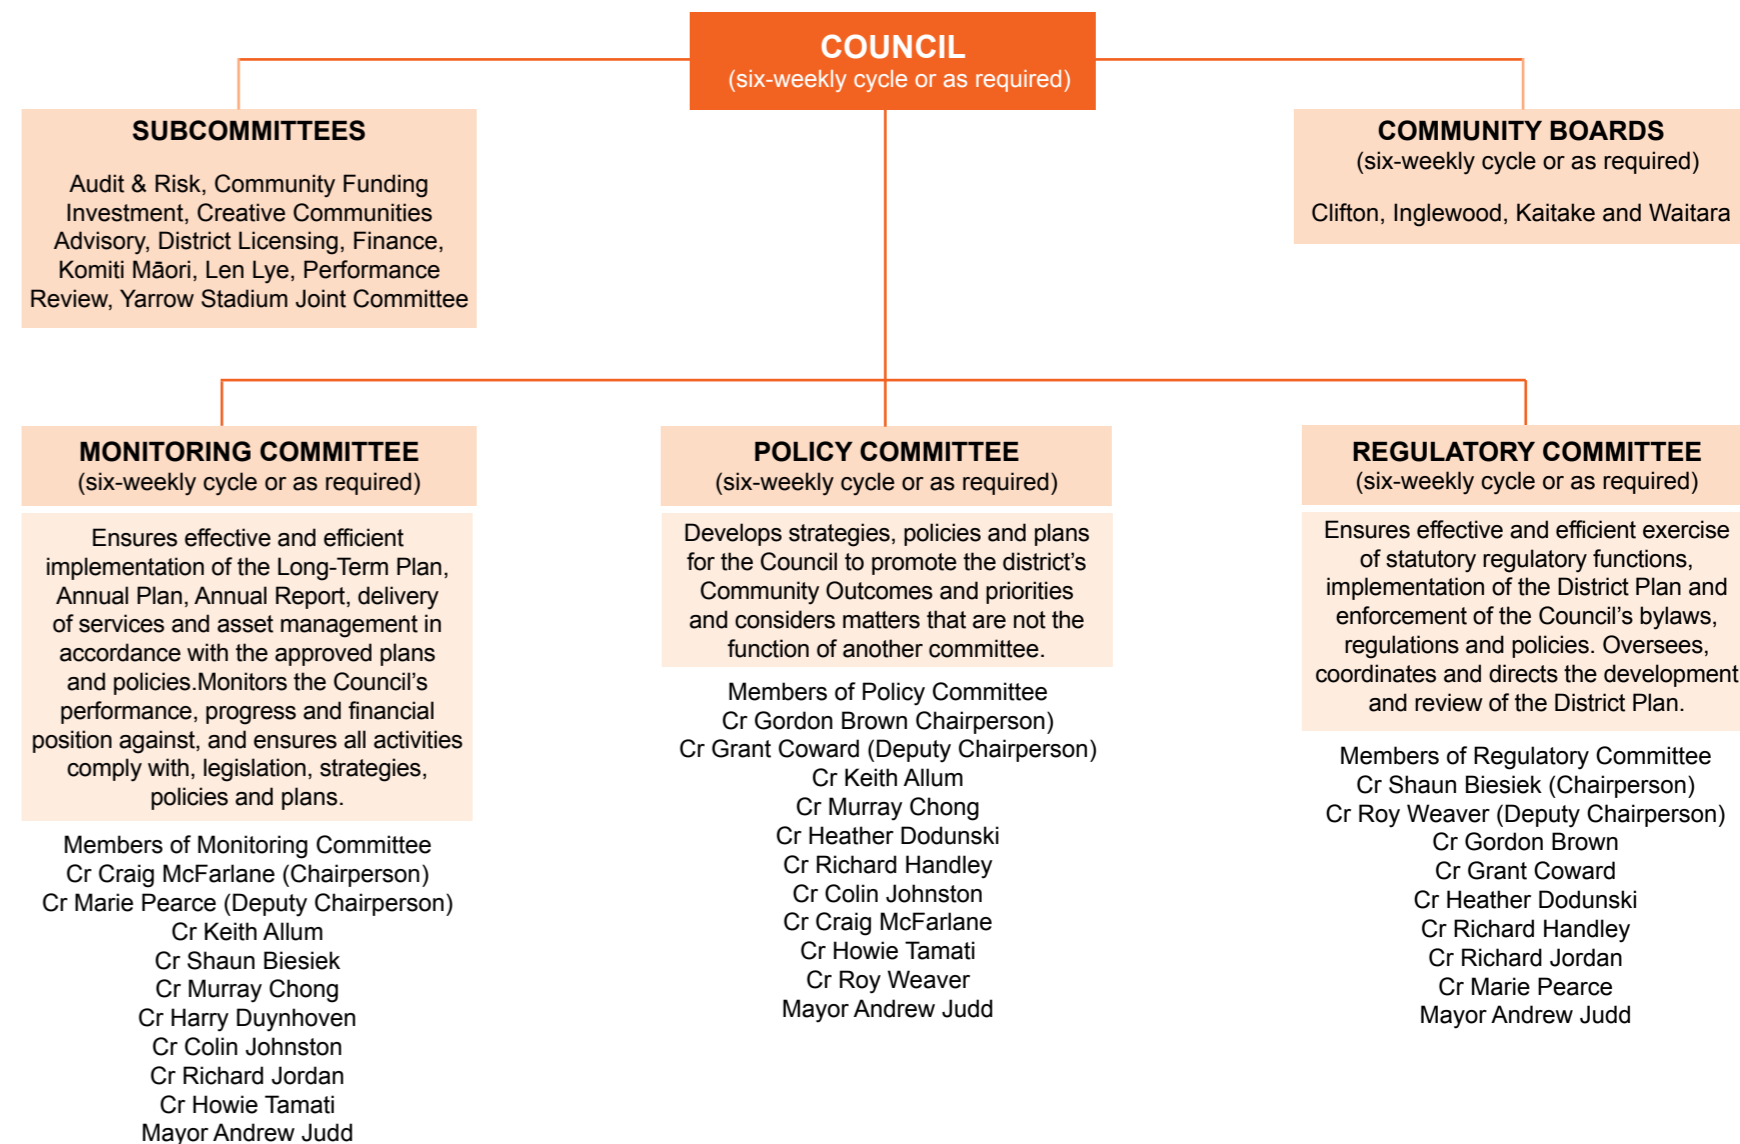 COUNCIL
(six-weekly cycle or as required)
SUBCOMMITTEES
Audit & Risk, Community Funding
Investment, Creative Communities
Advisory, District Licensing, Finance,
Komiti Māori, Len Lye, Performance
Review, Yarrow Stadium Joint Committee
COMMUNITY BOARDS
(six-weekly cycle or as required)
Clifton, Inglewood, Kaitake and Waitara
MONITORING COMMITTEE
(six-weekly cycle or as required)
Ensures effective and efficient
implementation of the Long-Term Plan,
Annual Plan, Annual Report, delivery
of services and asset management in
accordance with the approved plans
and policies.Monitors the Council's
performance, progress and financial
position against, and ensures all activities
comply with, legislation, strategies,
policies and plans.
Members of Monitoring Committee
Cr Craig McFarlane (Chairperson)
Cr Marie Pearce (Deputy Chairperson)
Cr Keith Allum
Cr Shaun Biesiek
Cr Murray Chong
Cr Harry Duynhoven
Cr Colin Johnston
Cr Richard Jordan
Cr Howie Tamati
Mayor Andrew Judd
POLICY COMMITTEE
(six-weekly cycle or as required)
Develops strategies, policies and plans
for the Council to promote the district's
Community Outcomes and priorities
and considers matters that are not the
function of another committee.
Members of Policy Committee
Cr Gordon Brown Chairperson)
Cr Grant Coward (Deputy Chairperson)
Cr Keith Allum
Cr Murray Chong
Cr Heather Dodunski
Cr Richard Handley
Cr Colin Johnston
Cr Craig McFarlane
Cr Howie Tamati
Cr Roy Weaver
Mayor Andrew Judd
REGULATORY COMMITTEE
(six-weekly cycle or as required)
Ensures effective and efficient exercise
of statutory regulatory functions,
implementation of the District Plan and
enforcement of the Council's bylaws,
regulations and policies. Oversees,
coordinates and directs the development
and review of the District Plan.
Members of Regulatory Committee
Cr Shaun Biesiek (Chairperson)
Cr Roy Weaver (Deputy Chairperson)
Cr Gordon Brown
Cr Grant Coward
Cr Heather Dodunski
Cr Richard Handley
Cr Richard Jordan
Cr Marie Pearce
Mayor Andrew Judd